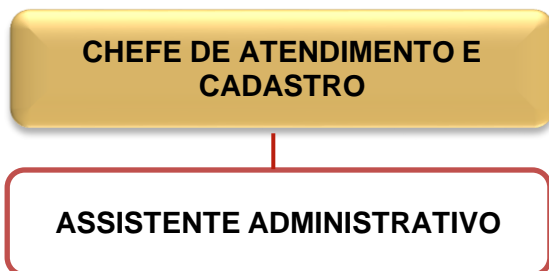 CHEFE DE ATENDIMENTO E
CADASTRO
ASSISTENTE ADMINISTRATIVO